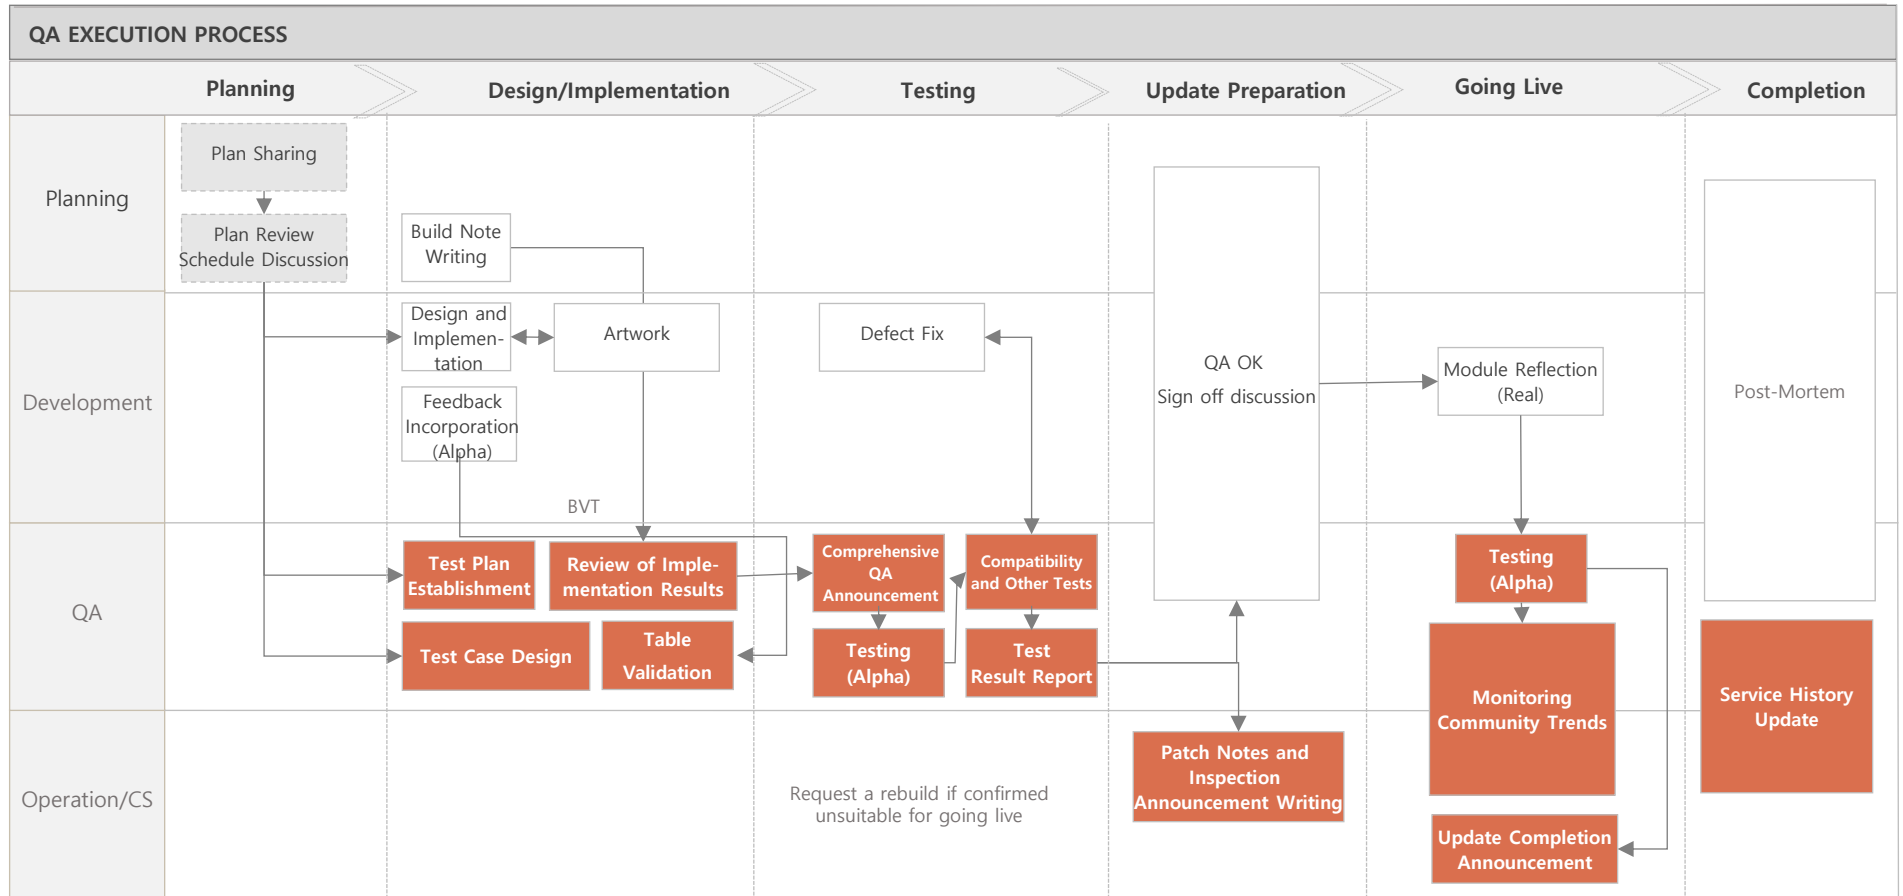 QA EXECUTION PROCESS
Planning
Design/Implementation
Testing
Update Preparation
Going Live
Completion
Planning
Plan Sharing
Plan Review
Schedule Discussion
Build Note
Writing
Development
Design and
Implemen-
tation
Artwork
Feedback
Incorporation
(Alpha)
BVT
Defect Fix
QA OK
Sign off discussion
Module Reflection
(Real)
Post-Mortem
QA
Test Plan
Establishment
Review of Imple-
mentation Results
Test Case Design
Table
Validation
Comprehensive
QA
Announcement
Compatibility
and Other Tests
Testing
(Alpha)
Test
Result Report
Testing
(Alpha)
Monitoring
Community Trends
Service History
Update
Operation/CS
Request a rebuild if confirmed
unsuitable for going live
Patch Notes and
Inspection
Announcement Writing
Update Completion
Announcement